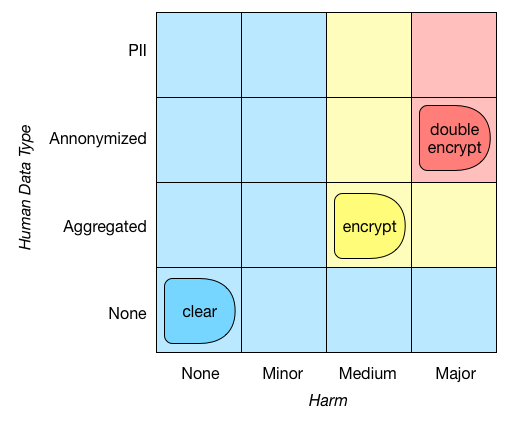 PII
Annonymized
double
encrypt
Human Data Type
Aggregated
encrypt
None
clear
None Minor Medium Major
Harm